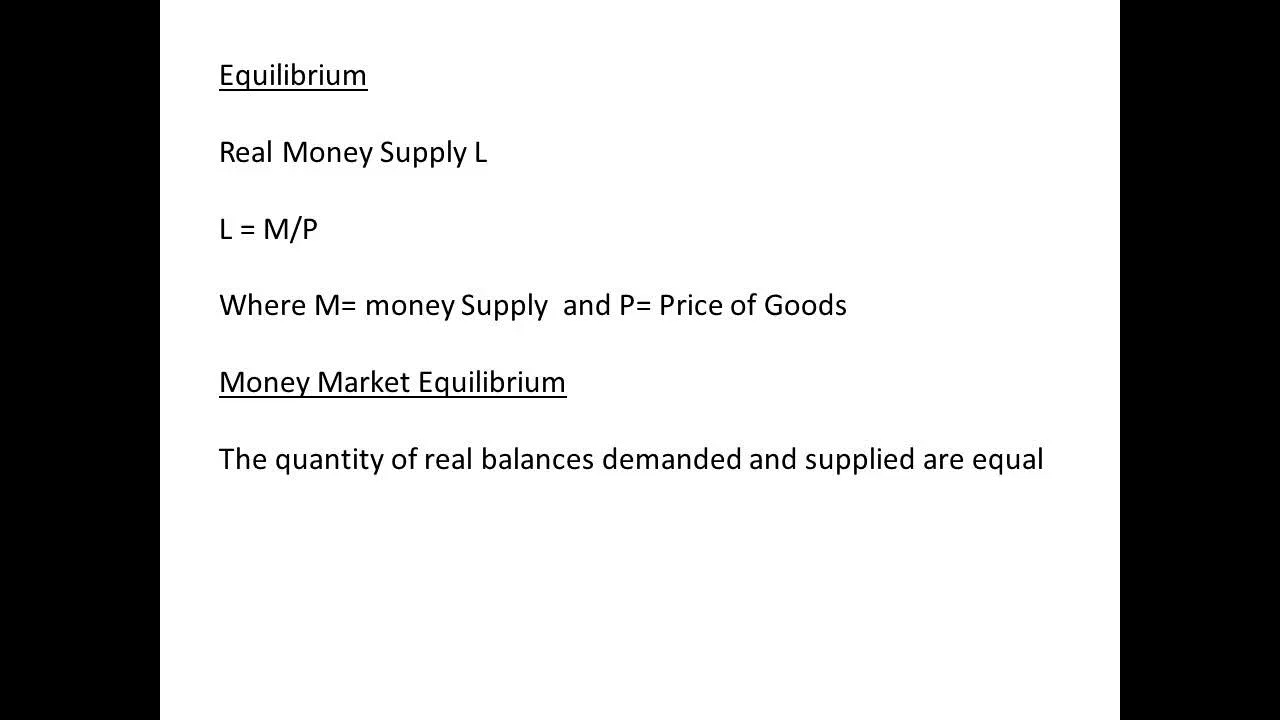 Equilibrium
Real Money Supply L
L = M/P
Where M= money Supply  and P= Price of Goods
Money Market Equilibrium
The quantity of real balances demanded and supplied are equal